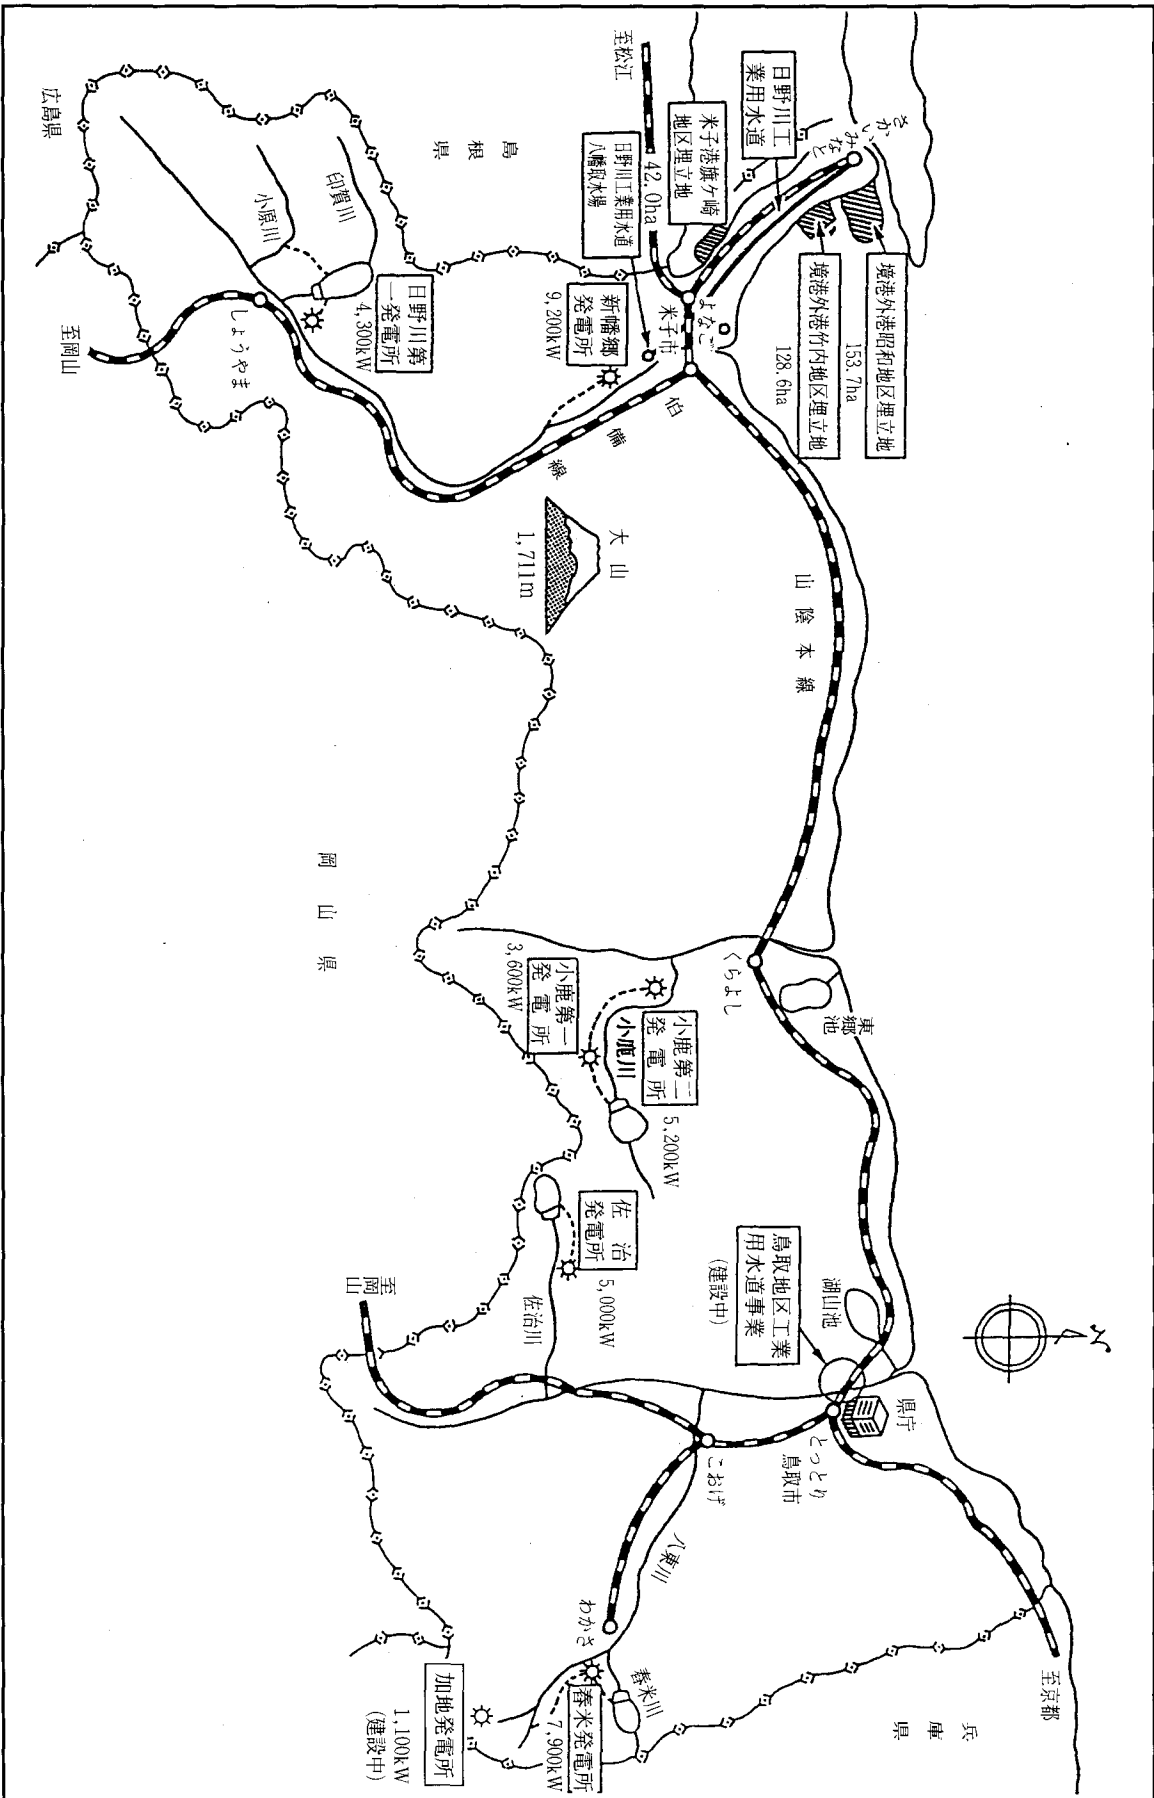 さかいみなと
境港外港昭和地区埋立地
153.7ha
境港外港竹内地区埋立地
128.6ha
日野川工
業用水道
米子港旗ケ崎
地区埋立地
42.0ha
至松江
日野川工業用水道
八幡取水場
よなご
米子市
新幡郷
発電所
9,200kW
島根県
印賀川
小原川
広島県
日野川第
一発電所
4,300kW
しょうやま
至岡山
伯備線
大山
1,711m
山陰本線
岡山県
くらよし
東郷池
小鹿第二
発電所
5,200kW
小鹿川
小鹿第一
発電所
3,600kW
佐治
発電所
5,000kW
佐治川
至岡山
湖山池
鳥取地区工業
用水道事業
(建設中)
県庁
とっとり
鳥取市
こおげ
八東川
わかさ
舂米川
舂米発電所
7,900kW
加地発電所
1,100kW
(建設中)
至京都
兵庫県